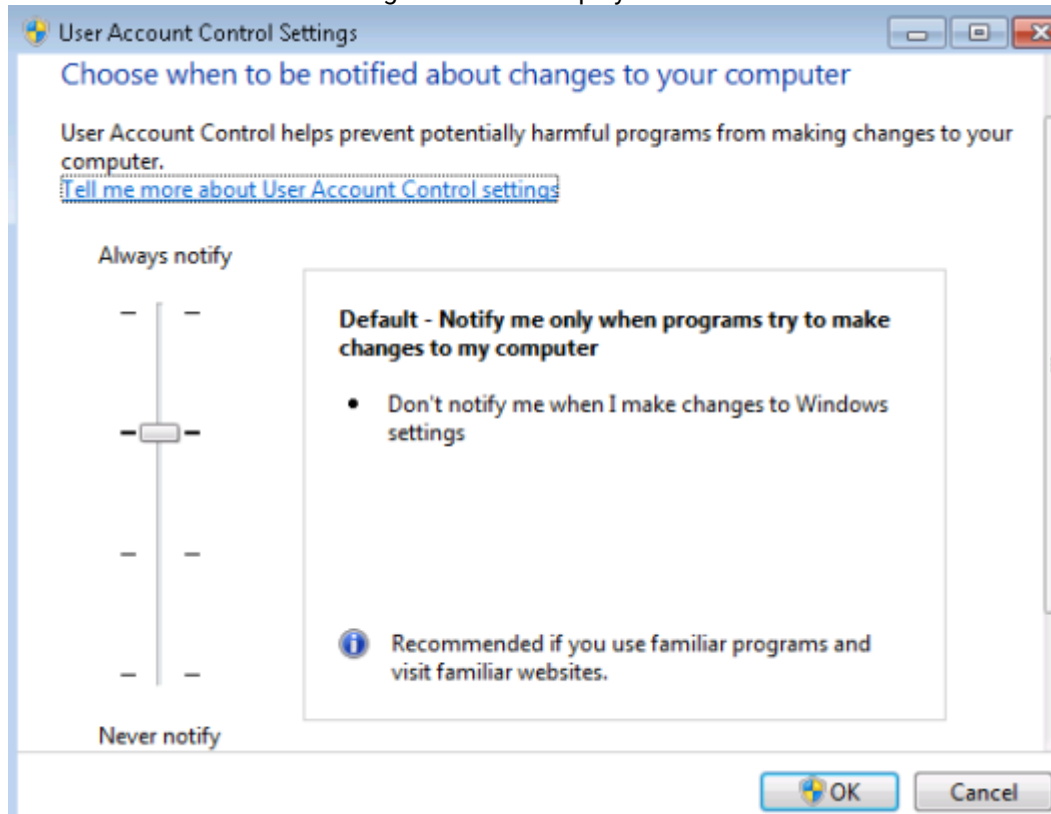 User Account Control Settings
Choose when to be notified about changes to your computer
User Account Control helps prevent potentially harmful programs from making changes to your
computer.
Tell me more about User Account Control settings
Always notify
Default - Notify me only when programs try to make
changes to my computer
• Don't notify me when I make changes to Windows
settings
Recommended if you use familiar programs and
visit familiar websites.
Never notify
OK Cancel